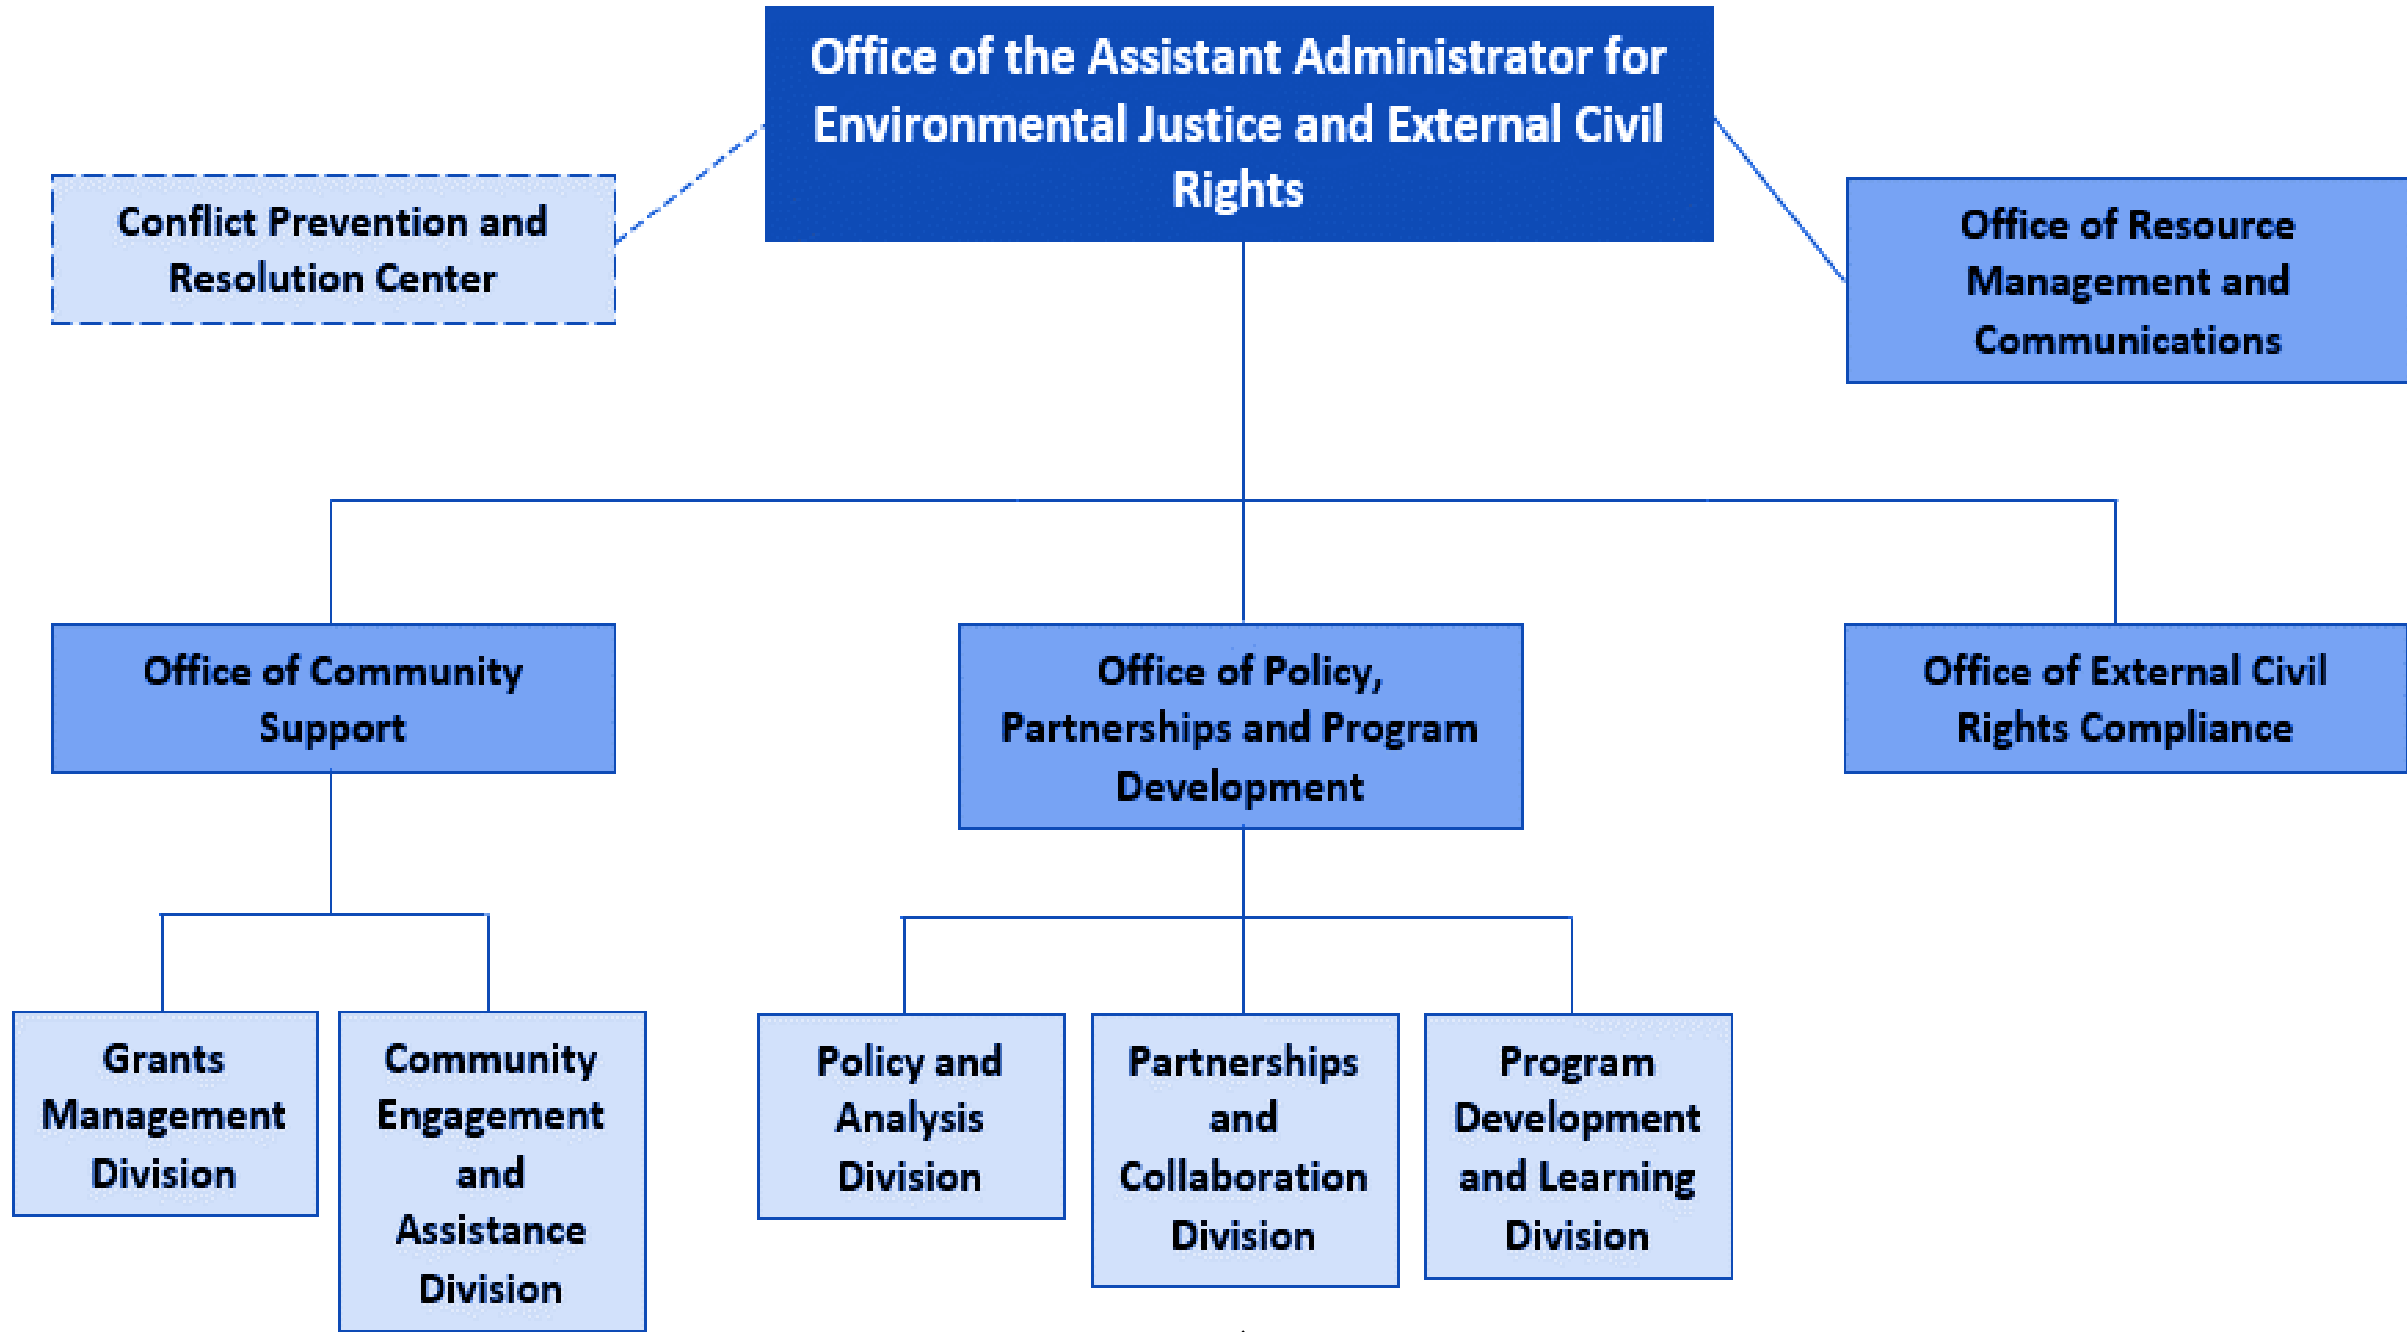 Office of the Assistant Administrator for
Environmental Justice and External Civil
Rights
Conflict Prevention and
Resolution Center
Office of Resource
Management and
Communications
Office of Community
Support
Office of Policy,
Partnerships and Program
Development
Office of External Civil
Rights Compliance
Grants
Management
Division
Community
Engagement
and
Assistance
Division
Policy and
Analysis
Division
Partnerships
and
Collaboration
Division
Program
Development
and Learning
Division